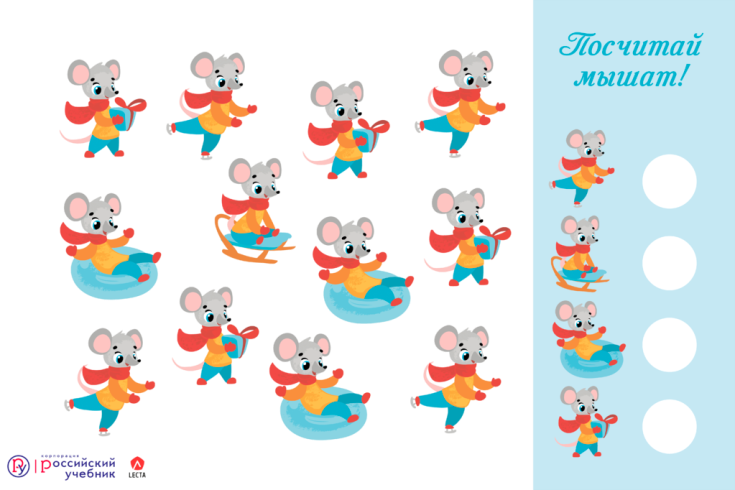 Посчитай
мышат!
корпорация
российский
учебник
LECTA